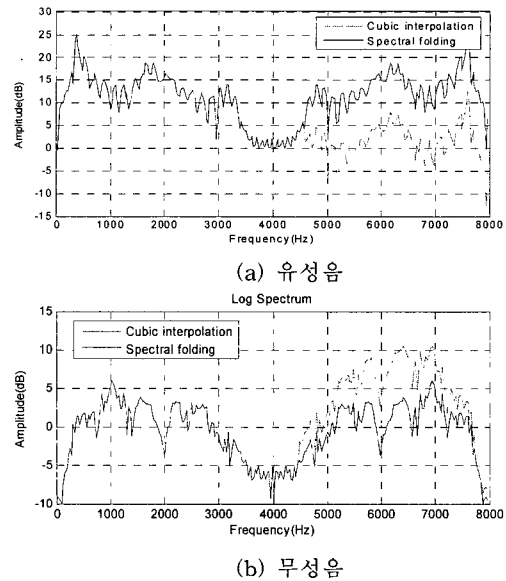 30
25
20
15
10
5
0
-5
-10
-15
Amplitude(dB)
Cubic interpolation
Spectral folding
0 1000 2000 3000 4000 5000 6000 7000 8000
Frequency(Hz)
(a) 유성음
Log Spectrum
10
5
0
-5
-10
Amplitude(dB)
Cubic interpolation
Spectral folding
0 1000 2000 3000 4000 5000 6000 7000 8000
Frequency(Hz)
(b) 무성음